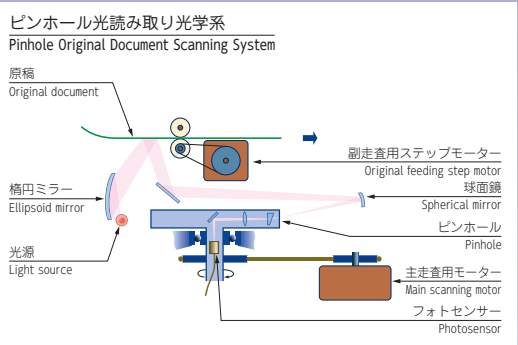 ピンホール光読み取り光学系
Pinhole Original Document Scanning System
原稿
Original document
副走査用ステップモーター
Original feeding step motor
楕円ミラー
Ellipsoid mirror
球面鏡
Spherical mirror
ピンホール
Pinhole
光源
Light source
主走査用モーター
Main scanning motor
フォトセンサー
Photosensor